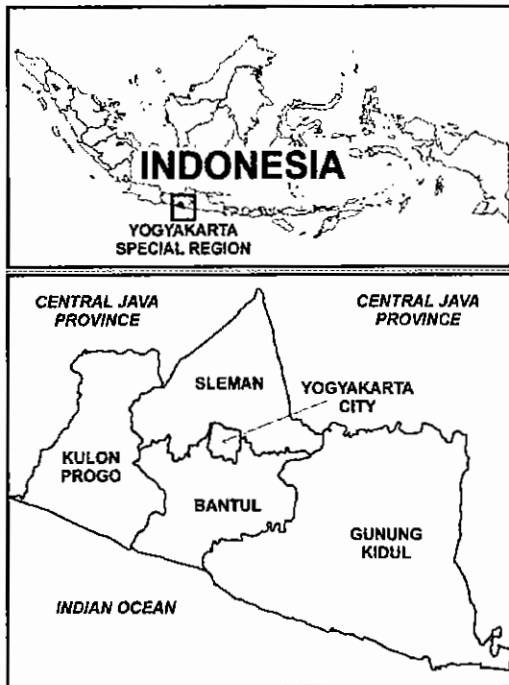 INDONESIA
YOGYAKARTA
SPECIAL REGION
CENTRAL JAVA
PROVINCE
CENTRAL JAVA
PROVINCE
SLEMAN
YOGYAKARTA
CITY
KULON
PROGO
BANTUL
GUNUNG
KIDUL
INDIAN OCEAN